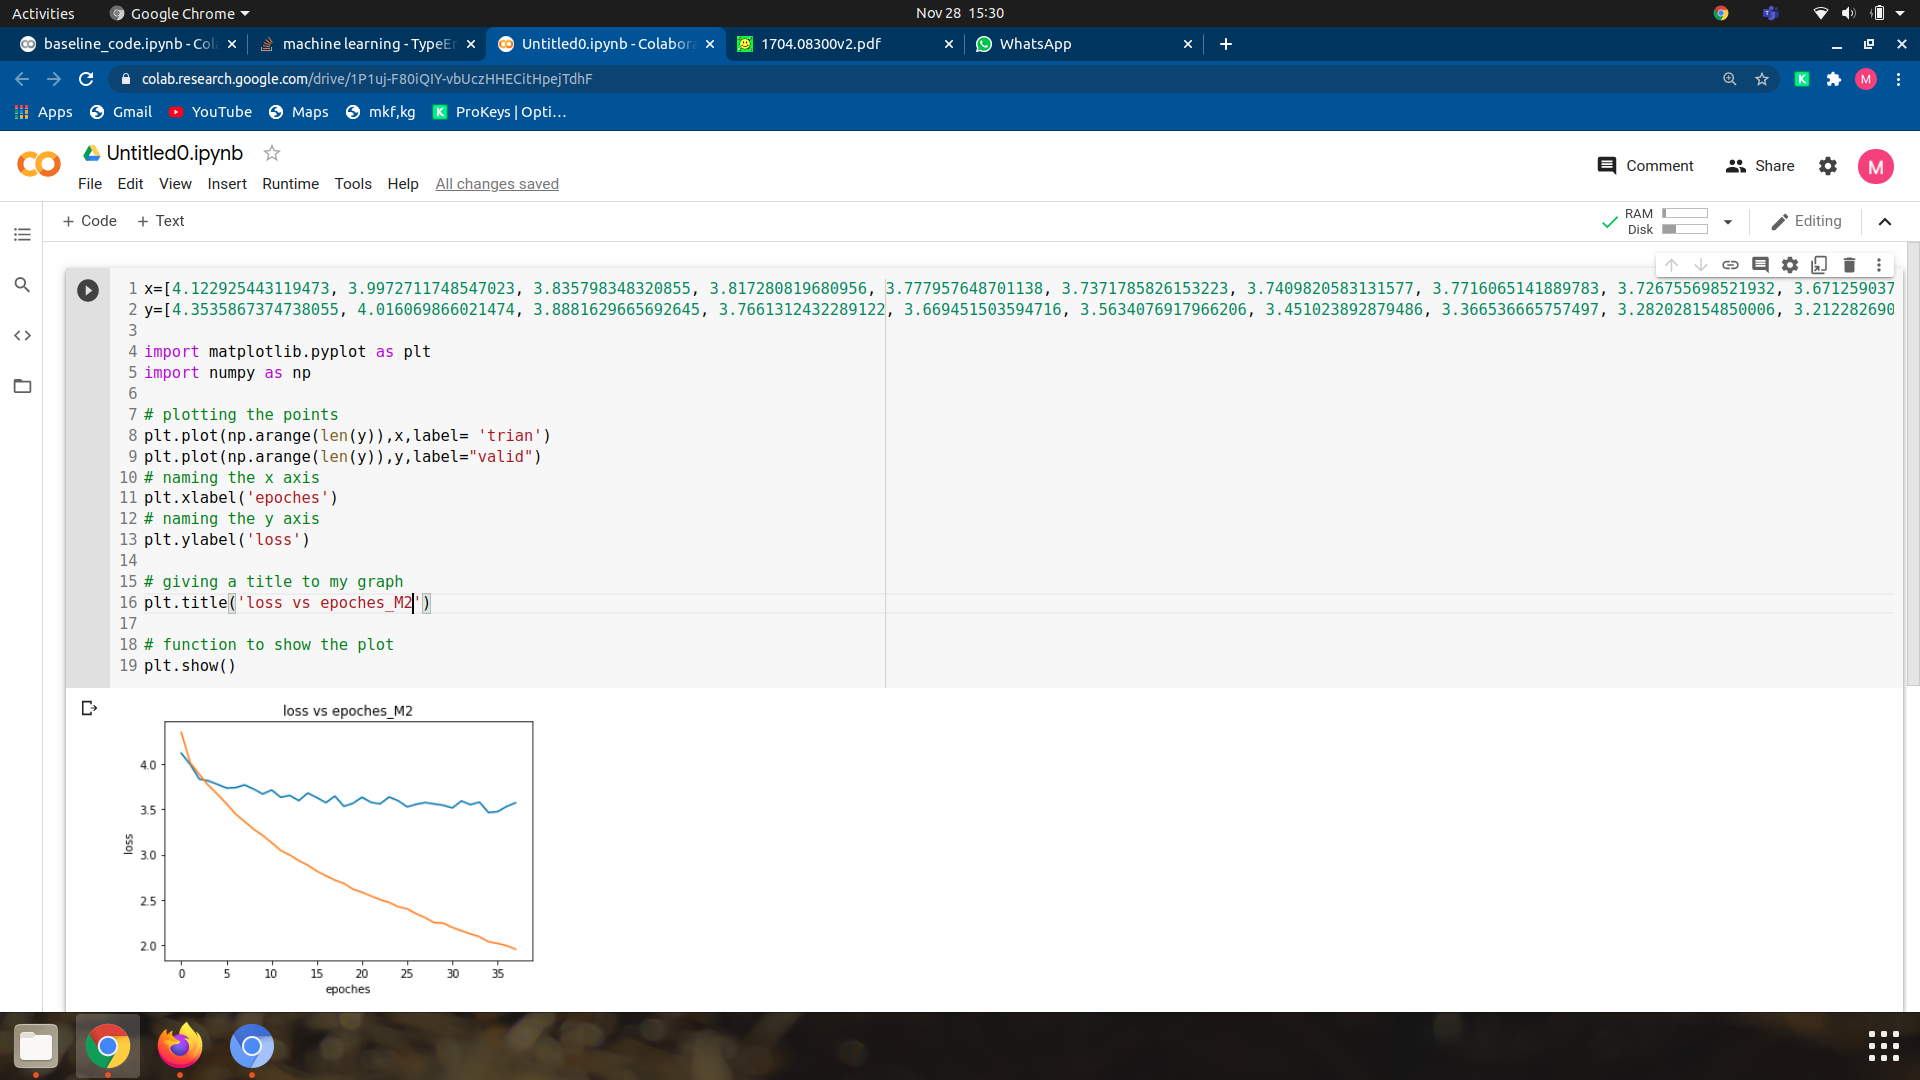 Activities
Google Chrome
Nov 28 15:30
baseline_code.ipynb - Col
machine learning - TypeEr
Untitled0.ipynb - Colabora
1704.08300v2.pdf
WhatsApp
colab.research.google.com/drive/1P1uj-F80iQIY-vbUczHHECitHpejTdhF
M
Apps
Gmail
YouTube
Maps
mkf,kg
K
ProKeys | Opti…
Untitled0.ipynb
Comment
Share
M
File Edit View Insert Runtime Tools Help All changes saved
+ Code + Text
RAM
Disk
Editing
1 x=[4.122925443119473, 3.9972711748547023, 3.835798348320855, 3.817280819680956, 3.777957648701138, 3.7371785826153223, 3.7409820583131577, 3.7716065141889783, 3.726755698521932, 3.671259037
2 y=[4.3535867374738055, 4.016069866021474, 3.8881629665692645, 3.7661312432289122, 3.669451503594716, 3.5634076917966206, 3.451023892879486, 3.366536665757497, 3.282028154850006, 3.212282690
3
4 import matplotlib.pyplot as plt
5 import numpy as np
6
7 # plotting the points
8 plt.plot(np.arange(len(y)),x,label= 'trian')
9 plt.plot(np.arange(len(y)),y,label="valid")
10 # naming the x axis
11 plt.xlabel('epoches')
12 # naming the y axis
13 plt.ylabel('loss')
14
15 # giving a title to my graph
16 plt.title('loss vs epoches_M2')
17
18 # function to show the plot
19 plt.show()
loss vs epoches_M2
4.0
3.5
3.0
2.5
2.0
loss
0 5 10 15 20 25 30 35
epoches